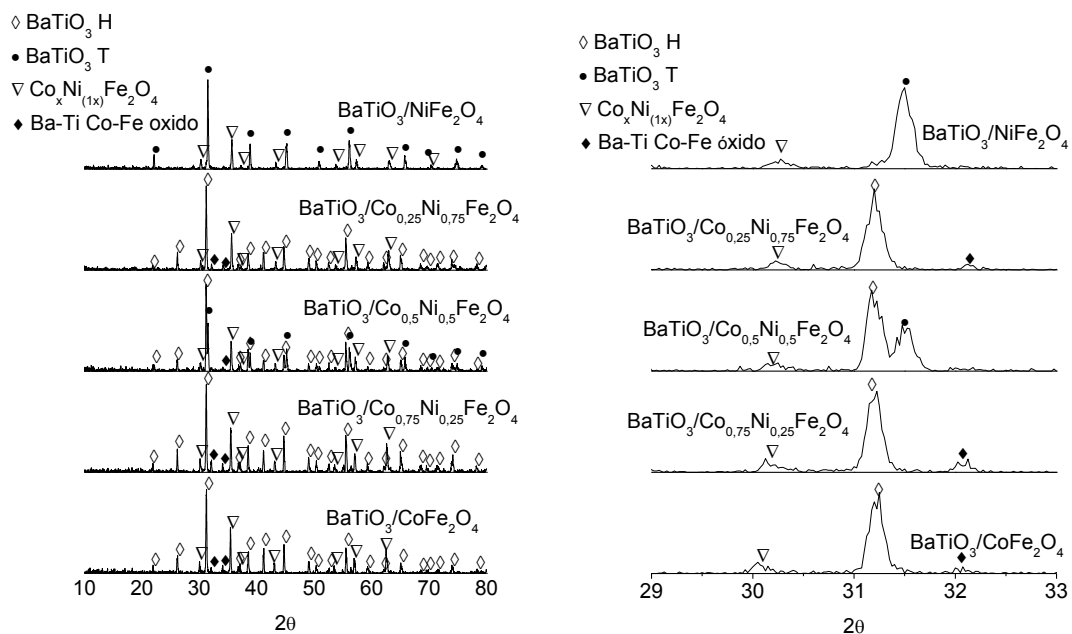 ◊ BaTiO3 H
• BaTiO3 T
▽ CoxNi(1x)Fe2O4
♦ Ba-Ti Co-Fe oxido
BaTiO3/NiFe2O4
BaTiO3/Co0,25Ni0,75Fe2O4
BaTiO3/Co0,5Ni0,5Fe2O4
BaTiO3/Co0,75Ni0,25Fe2O4
BaTiO3/CoFe2O4
10 20 30 40 50 60 70 80
2θ
◊ BaTiO3 H
• BaTiO3 T
▽ CoxNi(1x)Fe2O4
♦ Ba-Ti Co-Fe óxido
BaTiO3/NiFe2O4
BaTiO3/Co0,25Ni0,75Fe2O4
BaTiO3/Co0,5Ni0,5Fe2O4
BaTiO3/Co0,75Ni0,25Fe2O4
BaTiO3/CoFe2O4
29 30 31 32 33
2θ